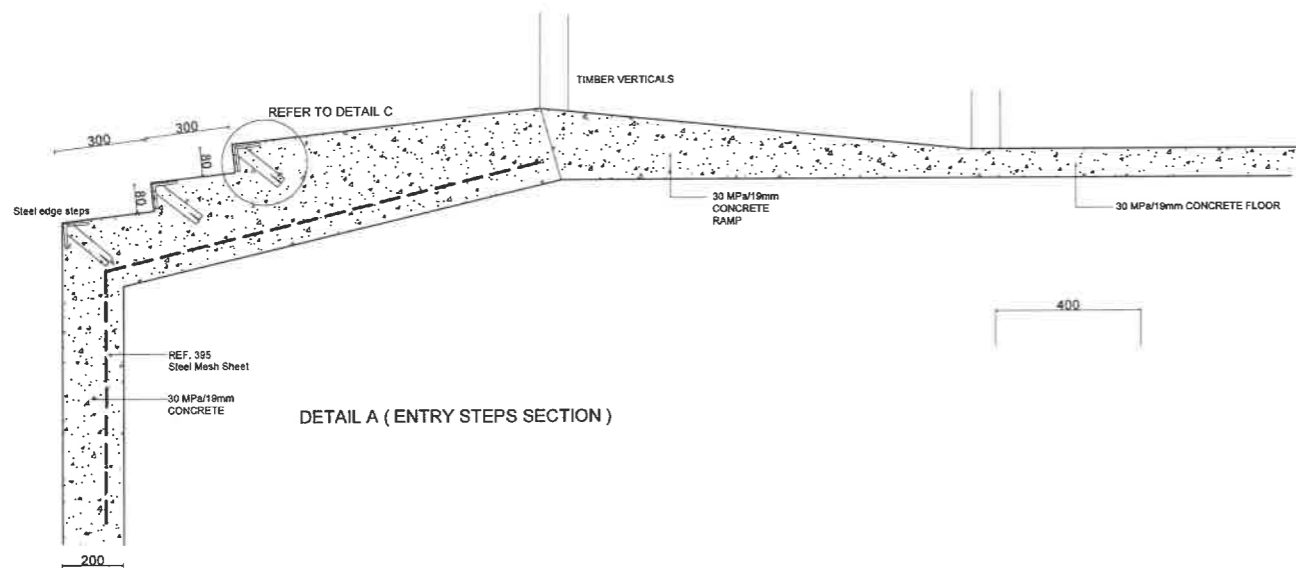 TIMBER VERTICALS
REFER TO DETAIL C
300
300
80
80
Steel edge steps
30 MPa/19mm
CONCRETE
RAMP
30 MPa/19mm CONCRETE FLOOR
400
REF. 395
Steel Mesh Sheet
30 MPa/19mm
CONCRETE
DETAIL A ( ENTRY STEPS SECTION )
200